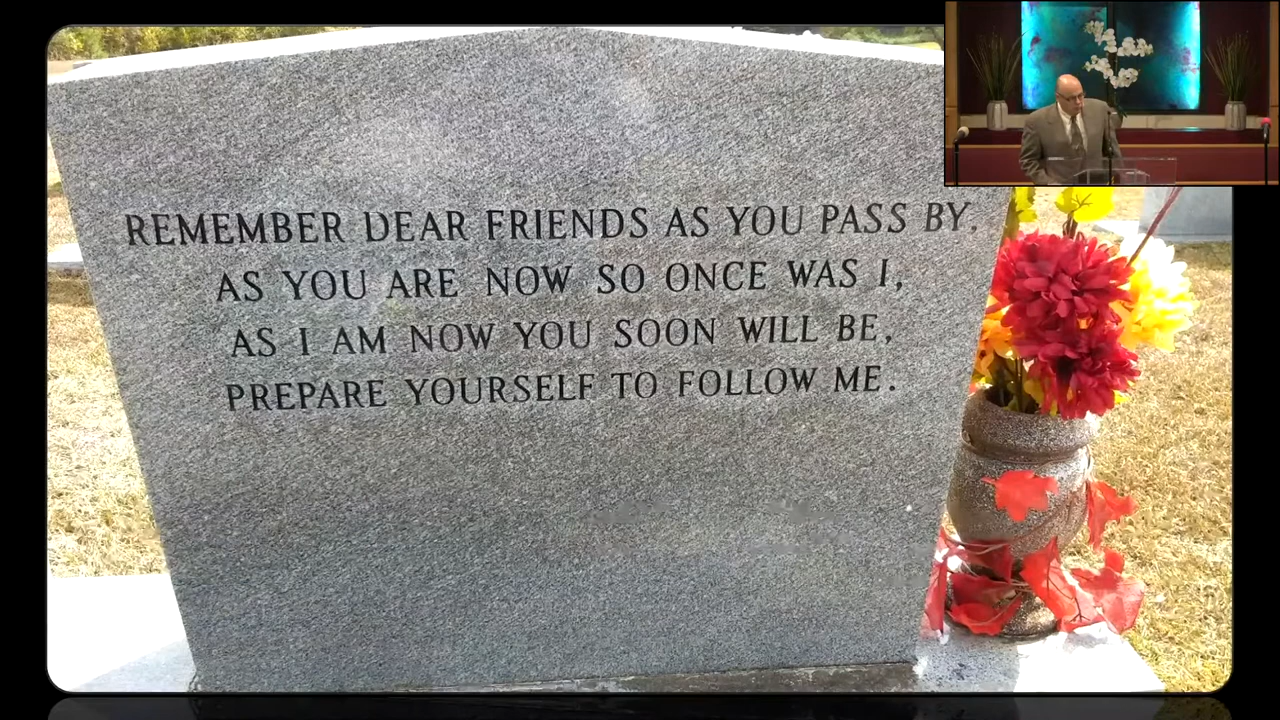 REMEMBER DEAR FRIENDS AS YOU PASS BY.
AS YOU ARE NOW SO ONCE WAS I,
AS I AM NOW YOU SOON WILL BE,
PREPARE YOURSELF TO FOLLOW ME.